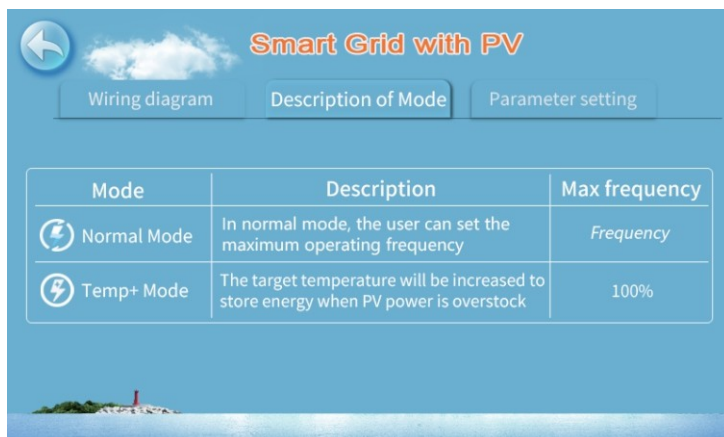 Smart Grid with PV
Wiring diagram
Description of Mode
Parameter setting
Mode
Description
Max frequency
Normal Mode
In normal mode, the user can set the
maximum operating frequency
Frequency
Temp+ Mode
The target temperature will be increased to
store energy when PV power is overstock
100%